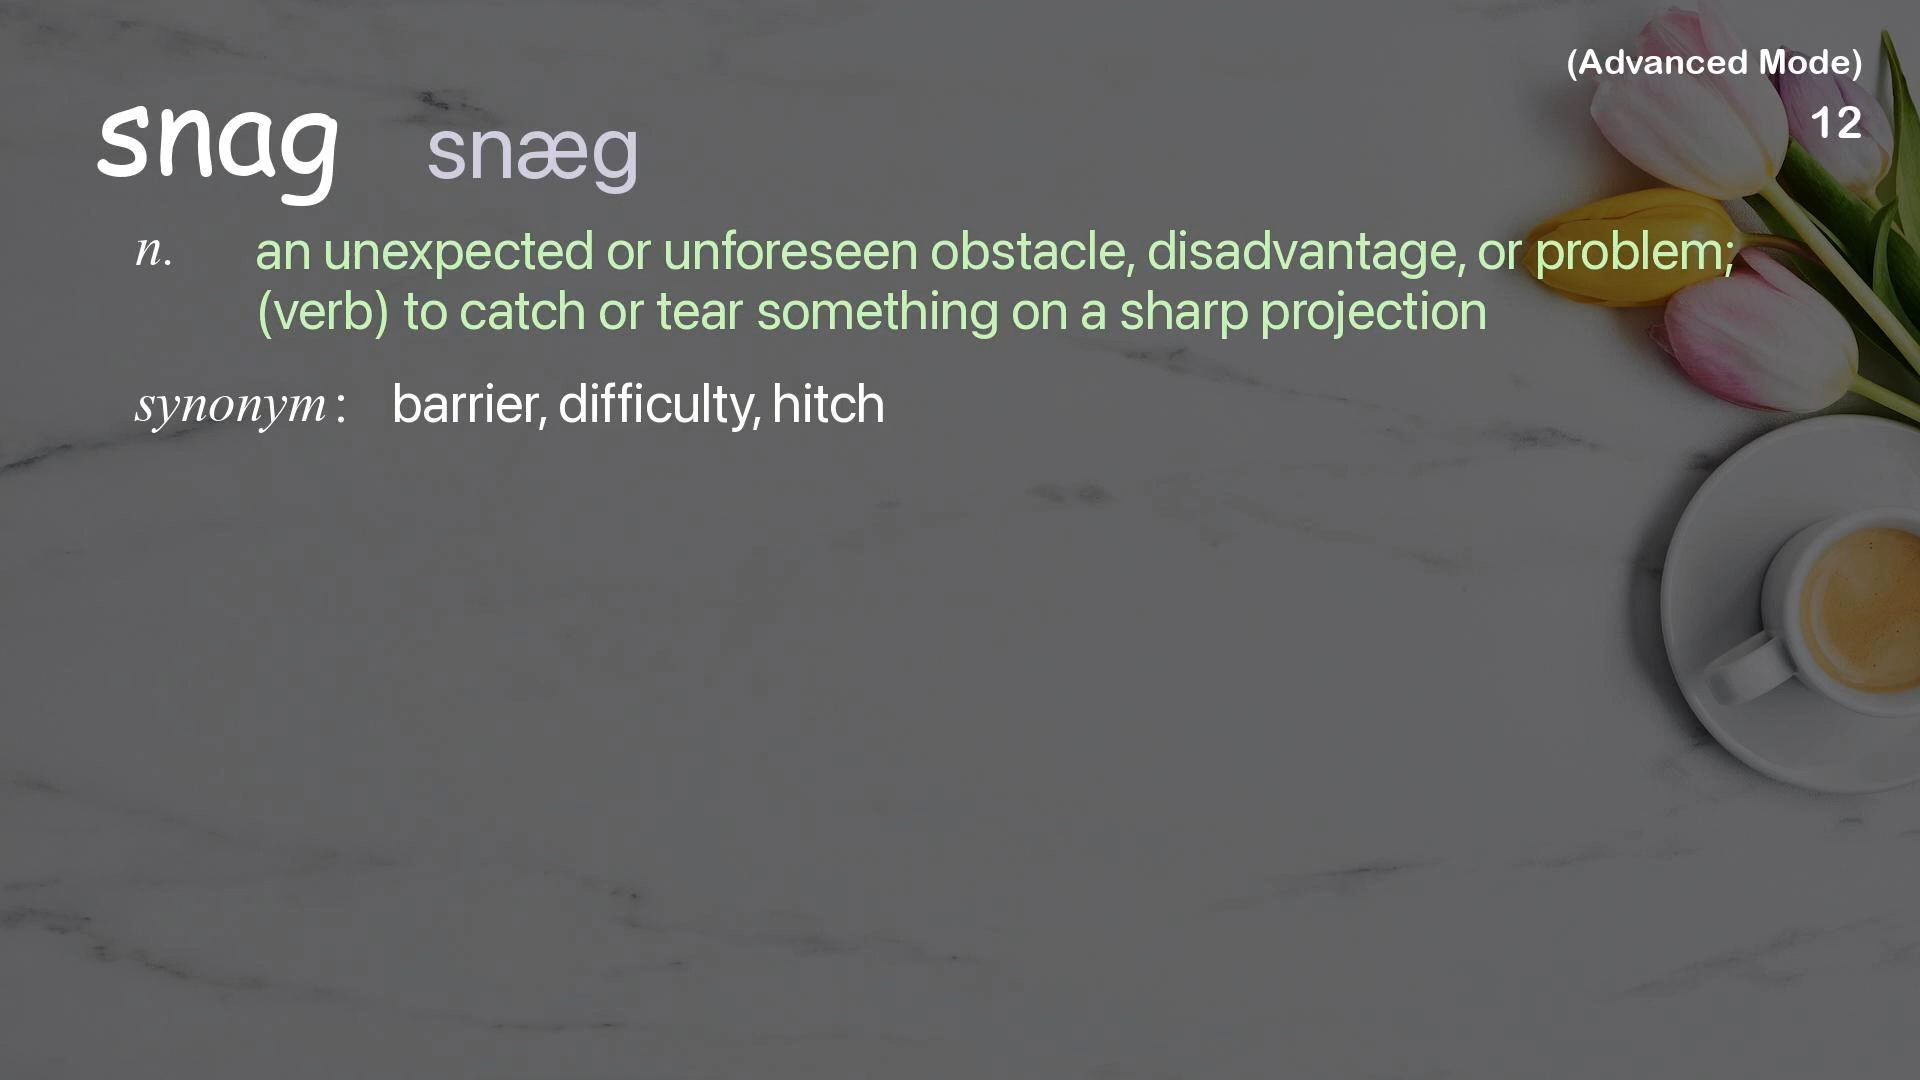 (Advanced Mode)
12
snag snæg
n. an unexpected or unforeseen obstacle, disadvantage, or problem;
(verb) to catch or tear something on a sharp projection
synonym: barrier, difficulty, hitch